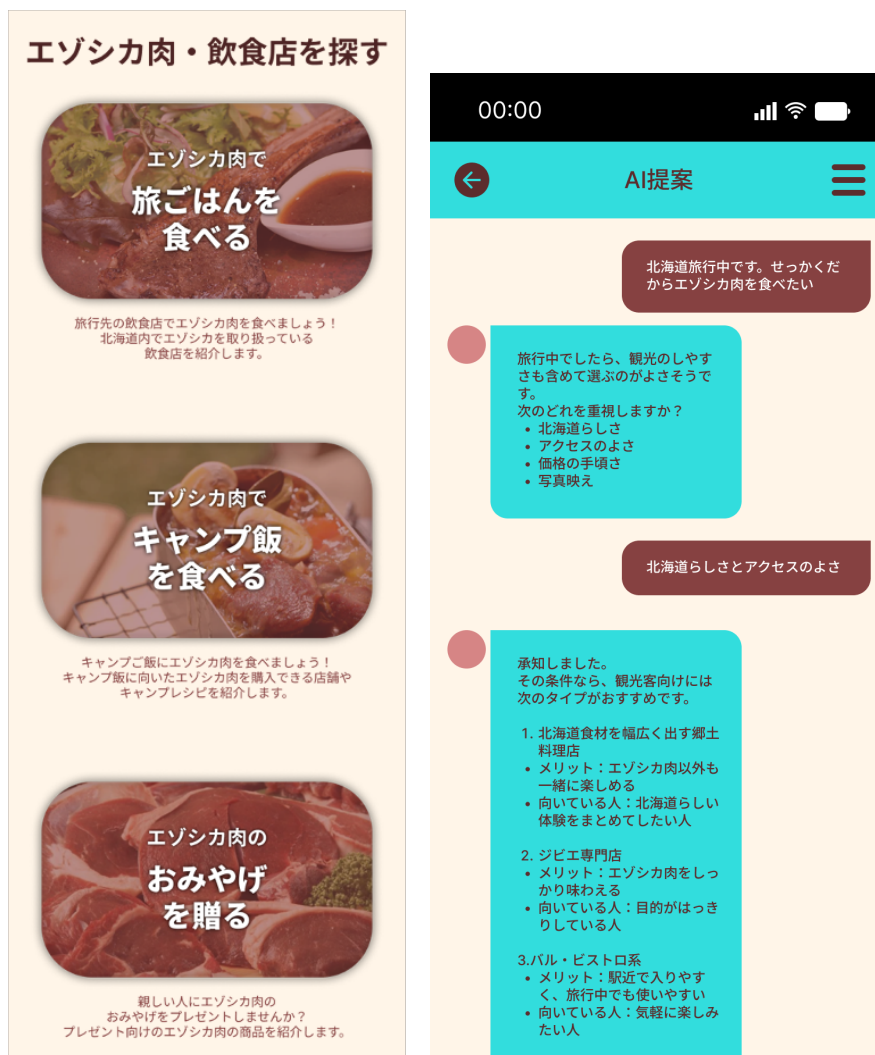 エゾシカ肉・飲食店を探す
エゾシカ肉で
旅ごはんを
食べる
旅行先の飲食店でエゾシカ肉を食べましょう！
北海道内でエゾシカを取り扱っている
飲食店を紹介します。
エゾシカ肉で
キャンプ飯
を食べる
キャンプご飯にエゾシカ肉を食べましょう！
キャンプ飯に向いたエゾシカ肉を購入できる店舗や
キャンプレシピを紹介します。
エゾシカ肉の
おみやげ
を贈る
親しい人にエゾシカ肉の
おみやげをプレゼントしませんか？
プレゼント向けのエゾシカ肉の商品を紹介します。
00:00
AI提案
北海道旅行中です。せっかくだ
からエゾシカ肉を食べたい
旅行中でしたら、観光のしやす
さも含めて選ぶのがよさそうで
す。
次のどれを重視しますか？
• 北海道らしさ
• アクセスのよさ
• 価格の手頃さ
• 写真映え
北海道らしさとアクセスのよさ
承知しました。
その条件なら、観光客向けには
次のタイプがおすすめです。
1. 北海道食材を幅広く出す郷土
料理店
• メリット：エゾシカ肉以外も
一緒に楽しめる
• 向いている人：北海道らしい
体験をまとめてしたい人
2. ジビエ専門店
• メリット：エゾシカ肉をしっ
かり味わえる
• 向いている人：目的がはっき
りしている人
3.バル・ビストロ系
• メリット：駅近で入りやす
く、旅行中でも使いやすい
• 向いている人：気軽に楽しみ
たい人